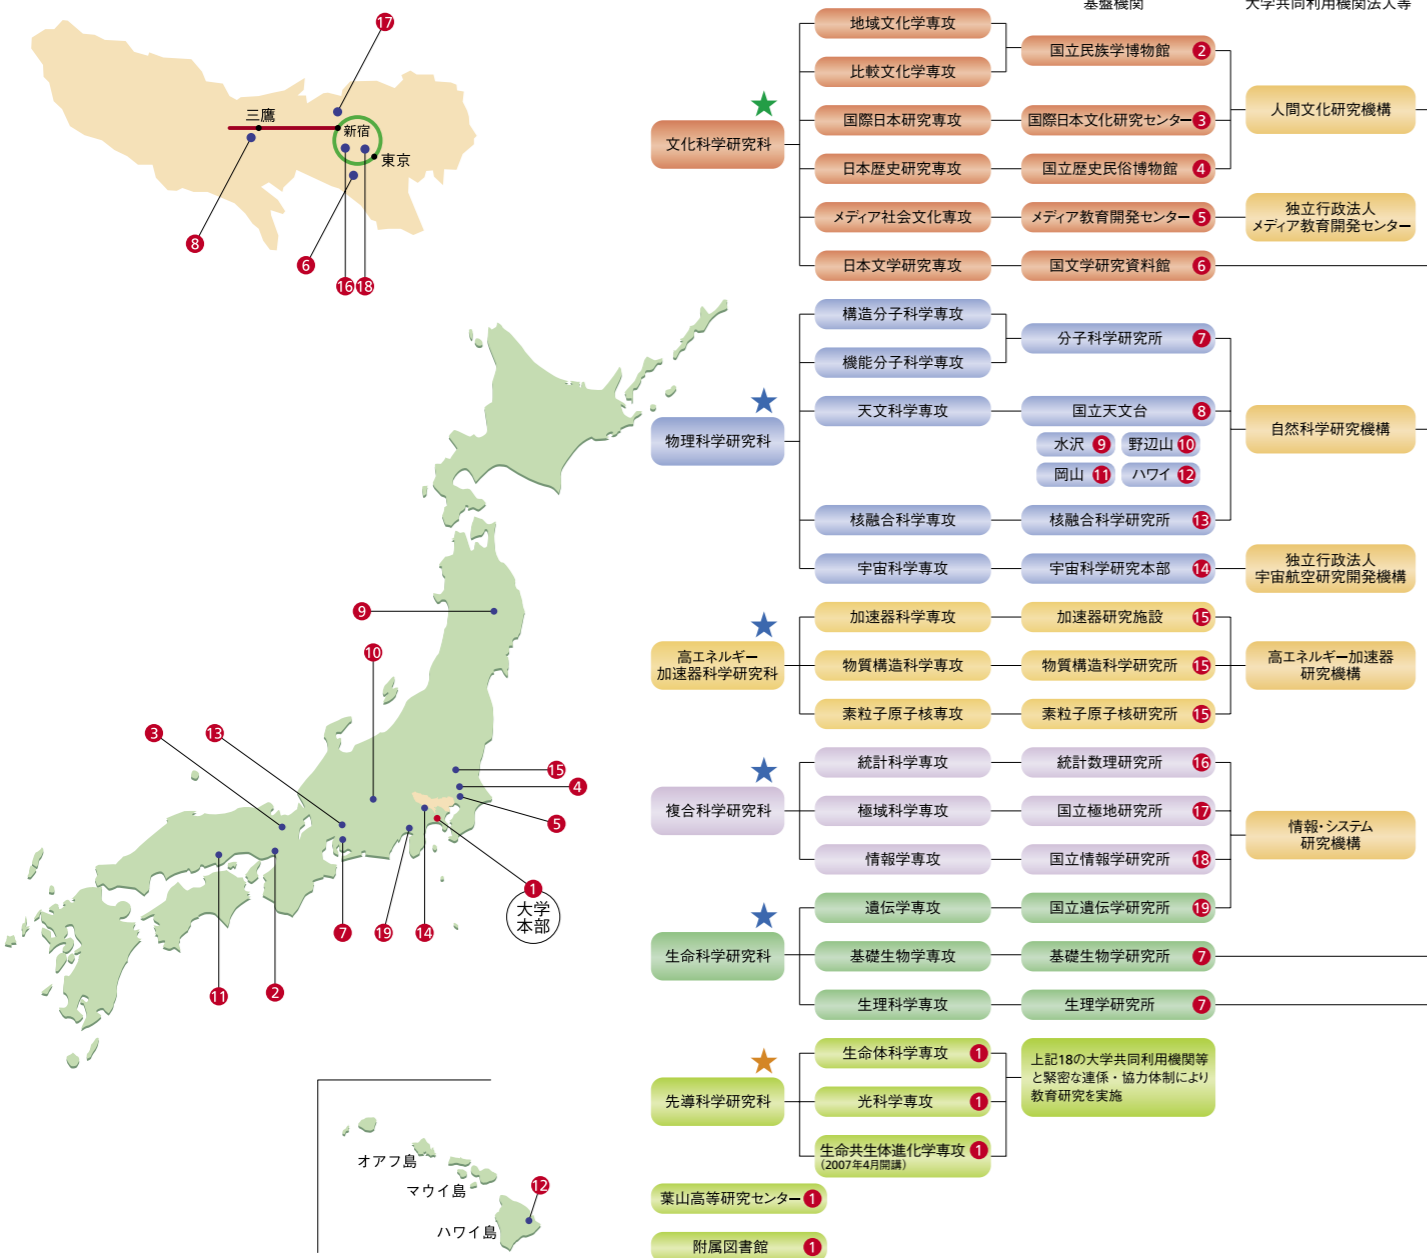 ⑰
三鷹
新宿
東京
⑧
⑥
⑯
⑱
⑨
⑩
③
⑬
⑮
④
⑤
①
大学
本部
⑦
⑲
⑭
⑪
②
オアフ島
マウイ島
ハワイ島
⑫
基盤機関
大学共同利用機関法人等
文化科学研究科
地域文化学専攻
比較文化学専攻
国立民族学博物館 ②
国際日本研究専攻
国際日本文化研究センター ③
日本歴史研究専攻
国立歴史民俗博物館 ④
人間文化研究機構
メディア社会文化専攻
メディア教育開発センター ⑤
独立行政法人
メディア教育開発センター
日本文学研究専攻
国文学研究資料館 ⑥
物理科学研究科
構造分子科学専攻
機能分子科学専攻
分子科学研究所 ⑦
天文科学専攻
国立天文台 ⑧
水沢 ⑨
野辺山 ⑩
岡山 ⑪
ハワイ ⑫
自然科学研究機構
核融合科学専攻
核融合科学研究所 ⑬
宇宙科学専攻
宇宙科学研究本部 ⑭
独立行政法人
宇宙航空研究開発機構
高エネルギー
加速器科学研究科
加速器科学専攻
加速器研究施設 ⑮
物質構造科学専攻
物質構造科学研究所 ⑮
素粒子原子核専攻
素粒子原子核研究所 ⑮
高エネルギー加速器
研究機構
複合科学研究科
統計科学専攻
統計数理研究所 ⑯
極域科学専攻
国立極地研究所 ⑰
情報学専攻
国立情報学研究所 ⑱
情報・システム
研究機構
生命科学研究科
遺伝学専攻
国立遺伝学研究所 ⑲
基礎生物学専攻
基礎生物学研究所 ⑦
生理科学専攻
生理学研究所 ⑦
先導科学研究科
生命体科学専攻 ①
光科学専攻 ①
生命共生体進化学専攻 ①
（2007年4月開講）
上記18の大学共同利用機関等
と緊密な連係・協力体制により
教育研究を実施
葉山高等研究センター ①
附属図書館 ①